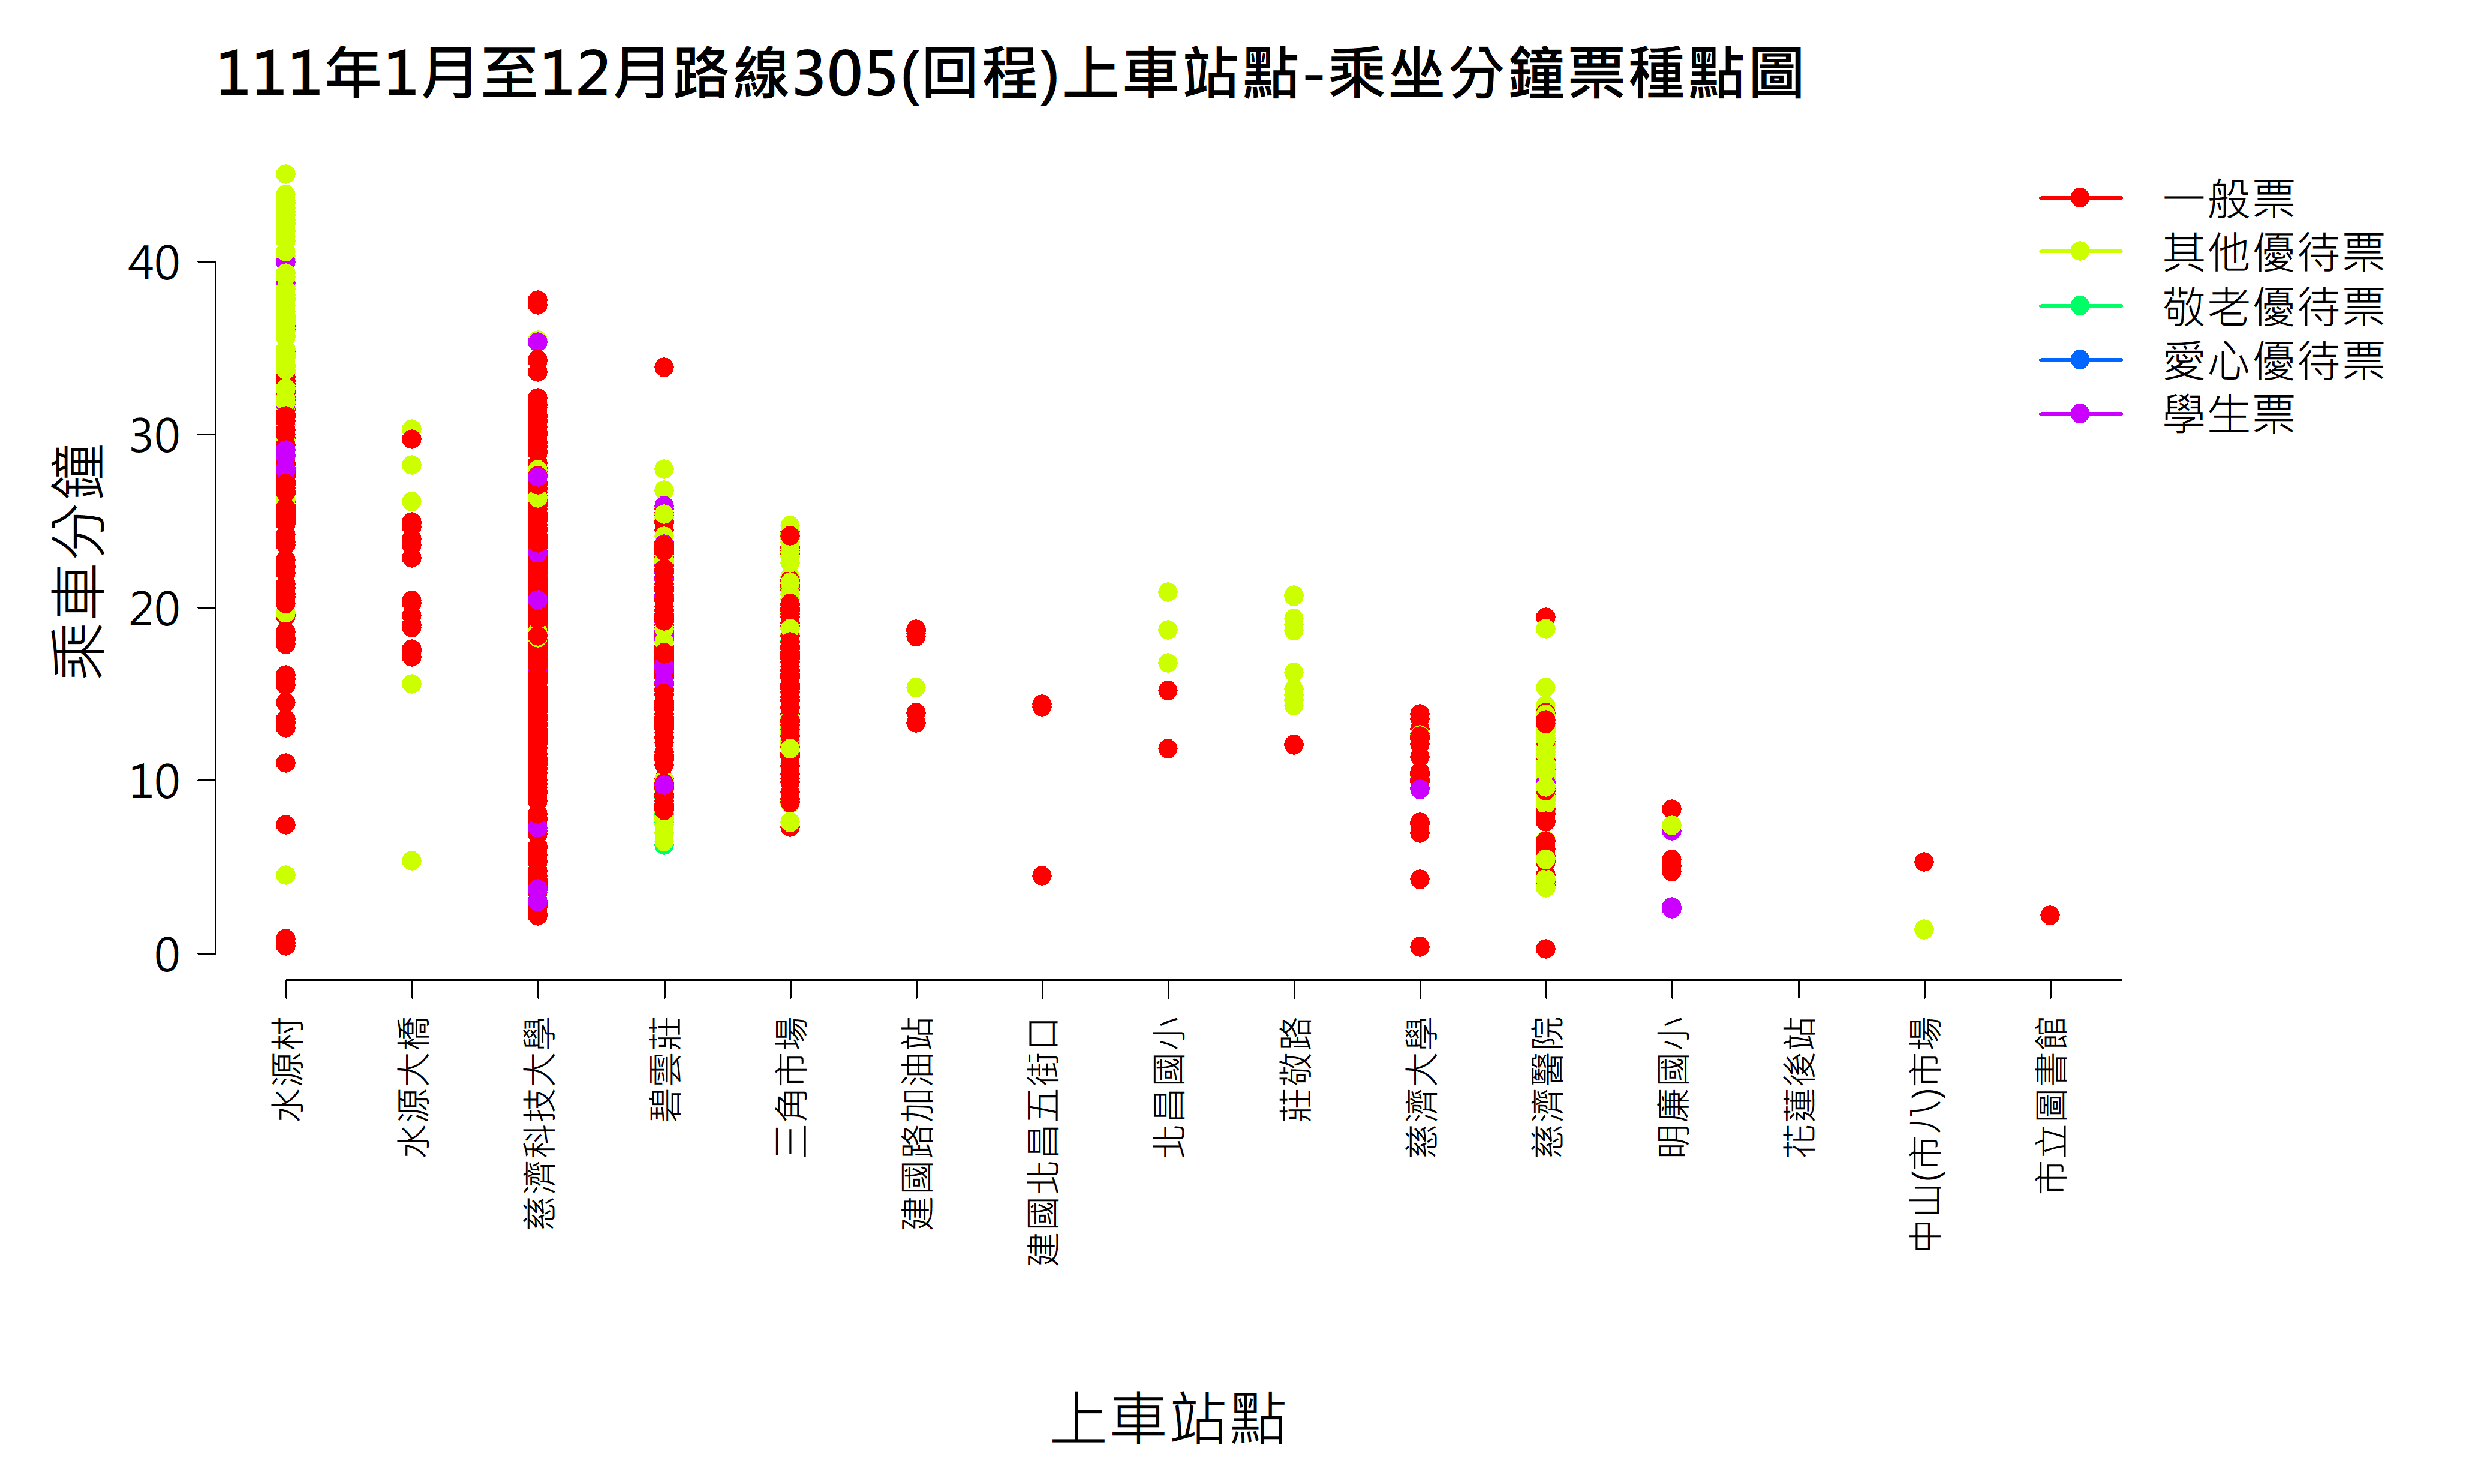 111年1月至12月路線305(回程)上車站點-乘坐分鐘票種點圖
一般票
其他優待票
敬老優待票
愛心優待票
學生票
乘車分鐘
40
30
20
10
0
水源村
水源大橋
慈濟科技大學
碧雲莊
三角市場
建國路加油站
建國北昌五街口
北昌國小
莊敬路
慈濟大學
慈濟醫院
明廉國小
花蓮後站
中山(市八)市場
市立圖書館
上車站點